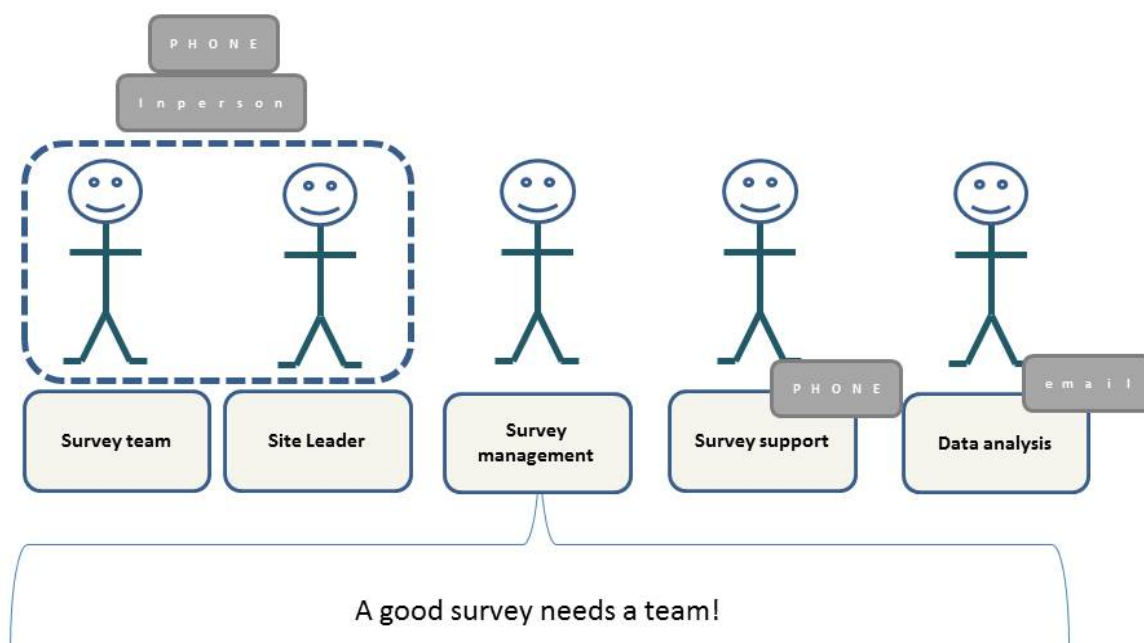 PHONE
Inperson
Survey team
Site Leader
Survey
management
Survey support
PHONE
Data analysis
email
A good survey needs a team!